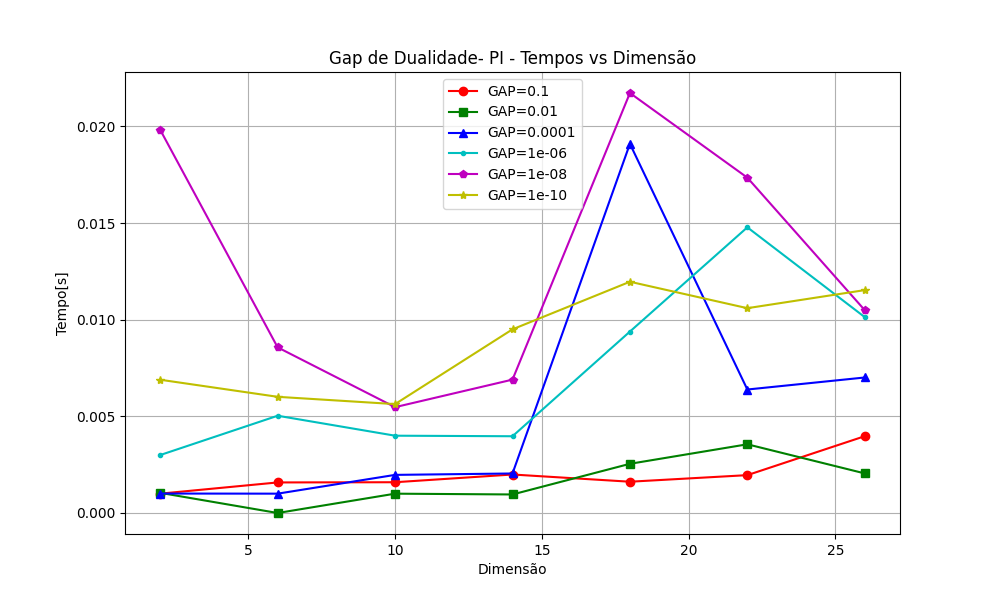 Gap de Dualidade- PI - Tempos vs Dimensão
GAP=0.1
GAP=0.01
GAP=0.0001
GAP=1e-06
GAP=1e-08
GAP=1e-10
Tempo[s]
0.020
0.015
0.010
0.005
0.000
5 10 15 20 25
Dimensão